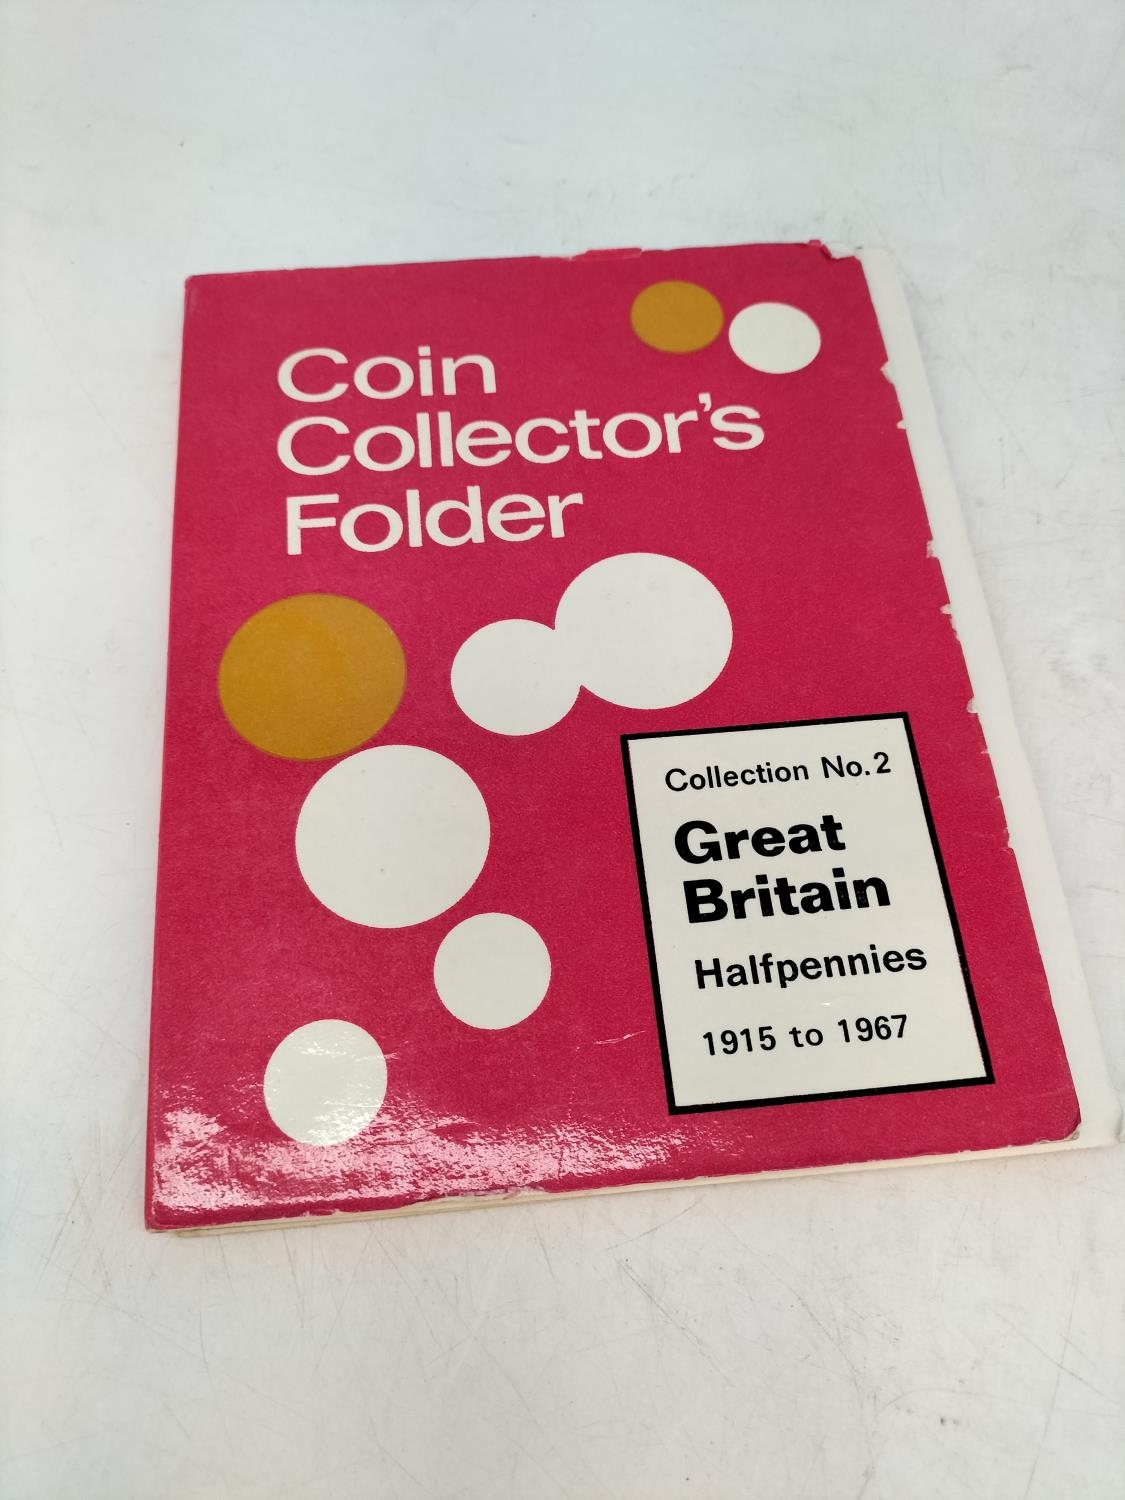 Coin
Collector's
Folder
Collection No. 2
Great
Britain
Halfpennies
1915 to 1967